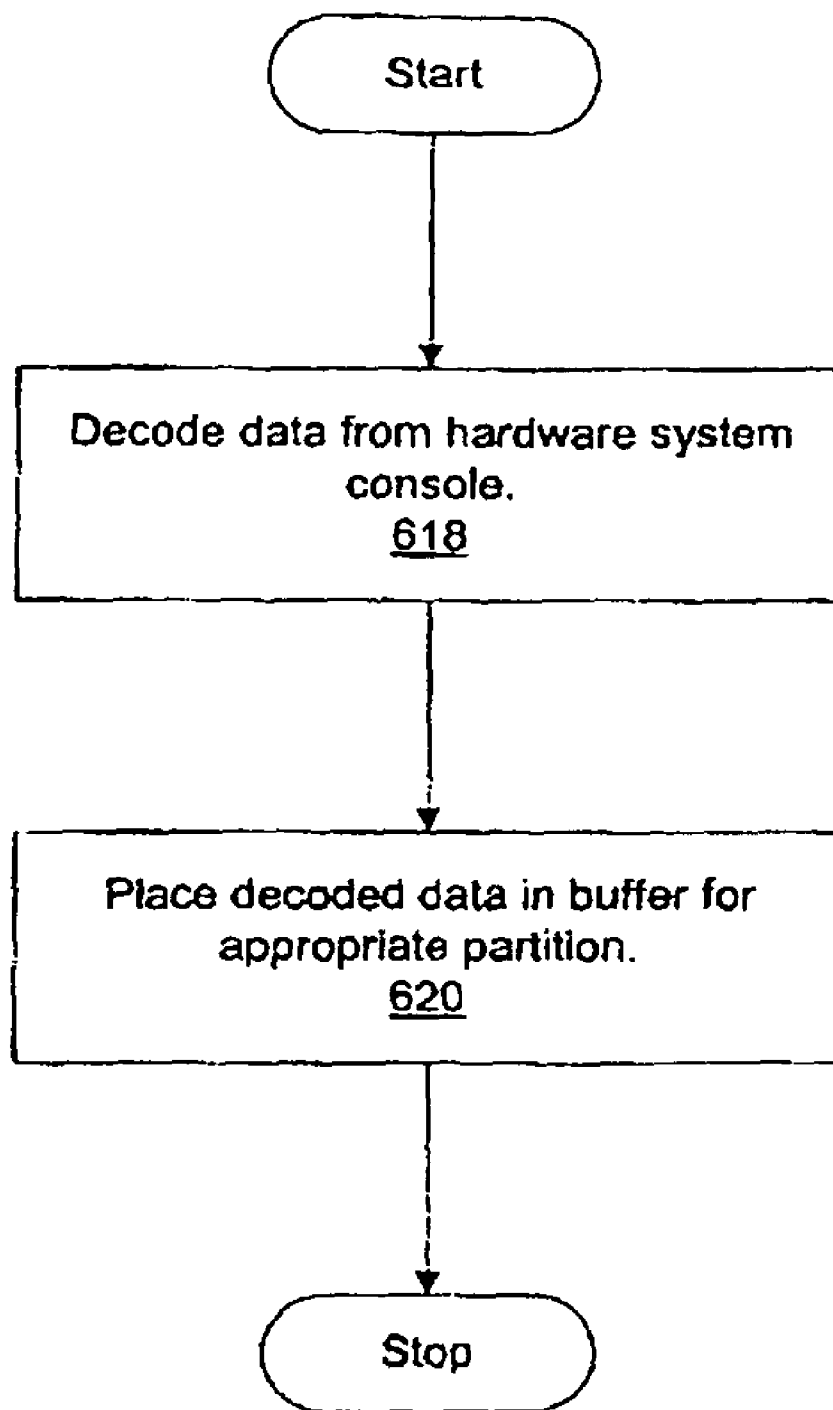 Start
Decode data from hardware system
console.
618
Place decoded data in buffer for
appropriate partition.
620
Stop